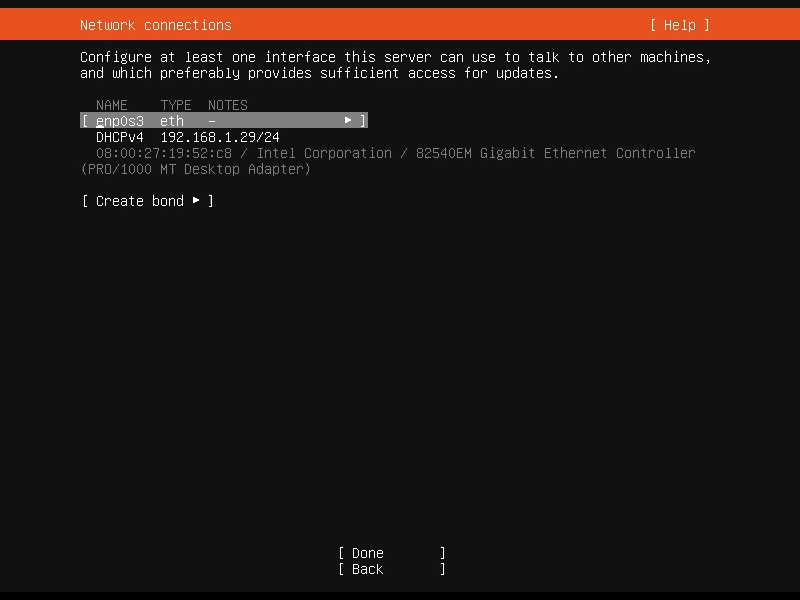 Network connections [ Help ]
Configure at least one interface this server can use to talk to other machines,
and which preferably provides sufficient access for updates.
NAME TYPE NOTES
[ enp0s3 eth – ▸ ]
DHCPv4 192.168.1.29/24
08:00:27:19:52:c8 / Intel Corporation / 82540EM Gigabit Ethernet Controller
(PRO/1000 MT Desktop Adapter)
[ Create bond ▸ ]
[ Done ]
[ Back ]